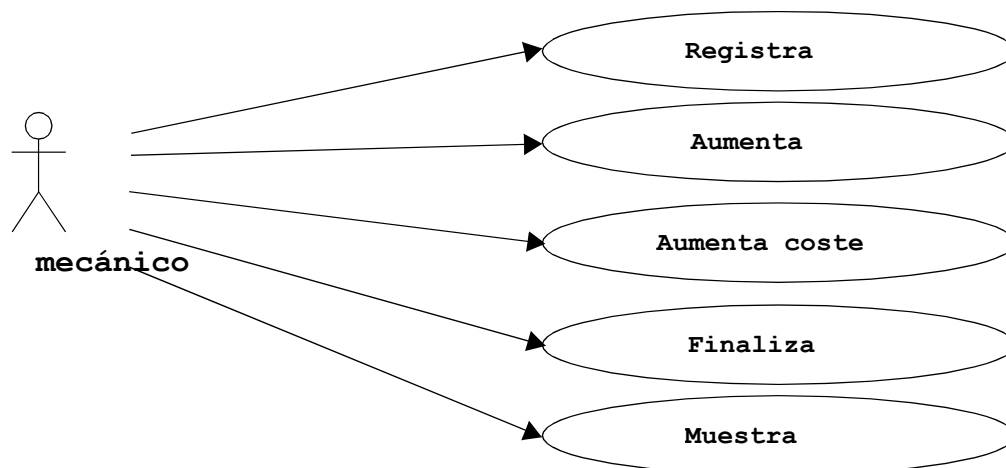 Registra
Aumenta
Aumenta coste
mecánico
Finaliza
Muestra